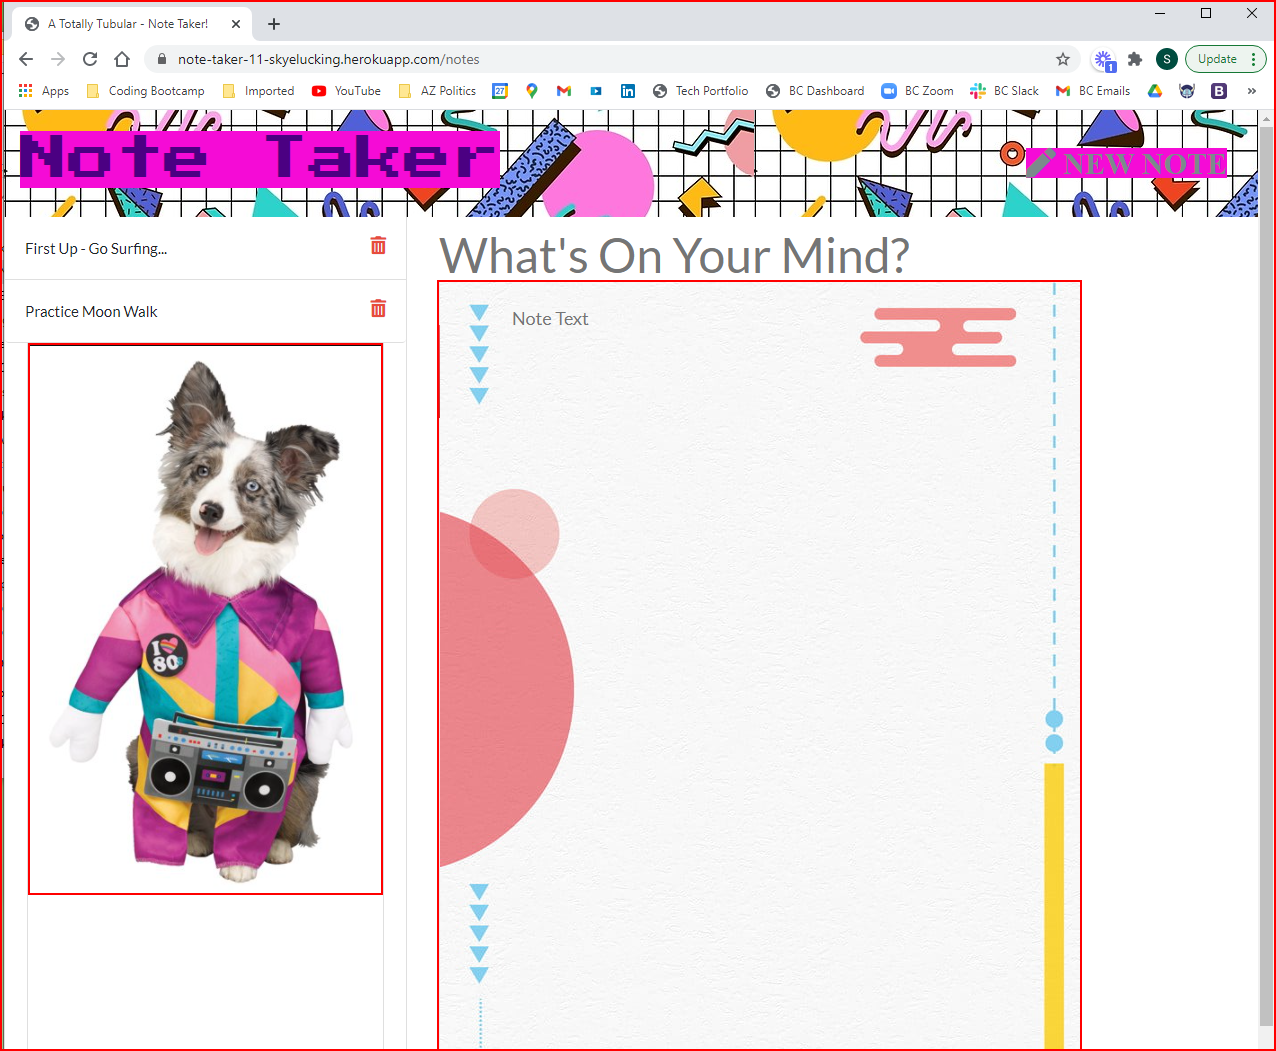 A Totally Tubular - Note Taker!
note-taker-11-skyelucking.herokuapp.com/notes
S
Update
1
Apps
Coding Bootcamp
Imported
YouTube
AZ Politics
27
Tech Portfolio
BC Dashboard
BC Zoom
BC Slack
BC Emails
B
»
Note Taker
NEW NOTE
First Up - Go Surfing...
Practice Moon Walk
What's On Your Mind?
Note Text
I
80s